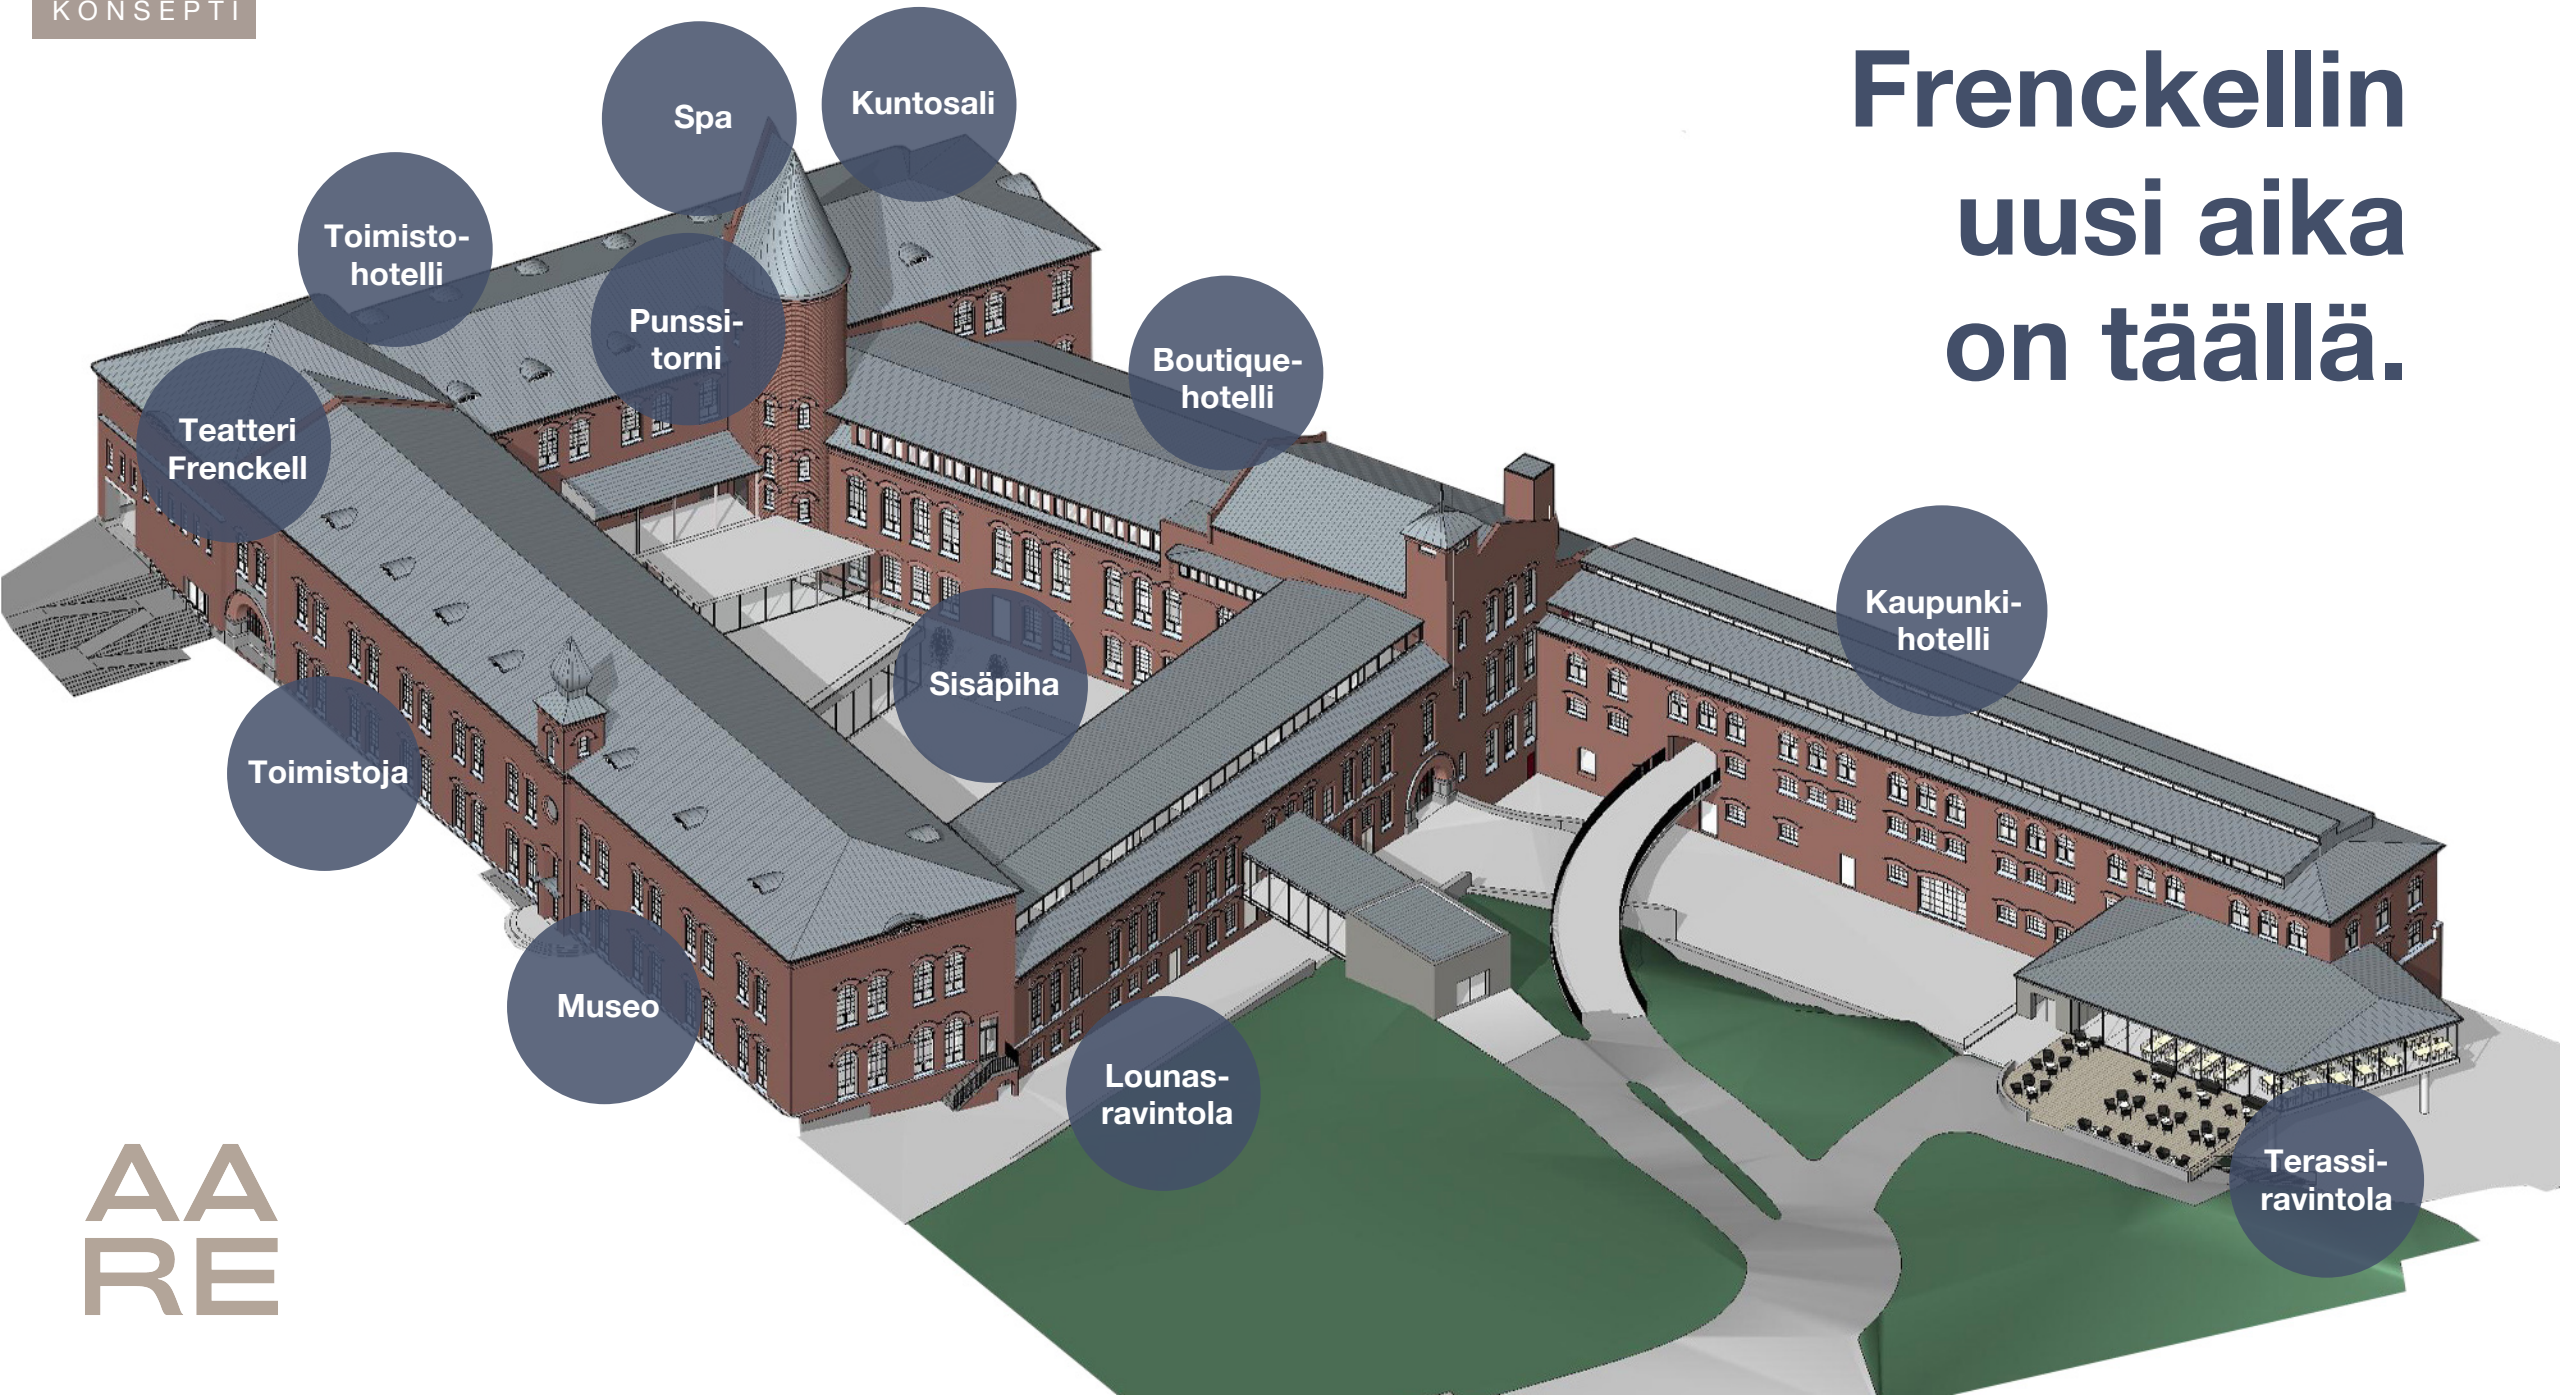 KONSEPTI
Frenckellin
uusi aika
on täällä.
Spa
Kuntosali
Toimisto-
hotelli
Punssi-
torni
Boutique-
hotelli
Teatteri
Frenckell
Kaupunki-
hotelli
Sisäpiha
Toimistoja
Museo
Lounas-
ravintola
Terassi-
ravintola
AA
RE